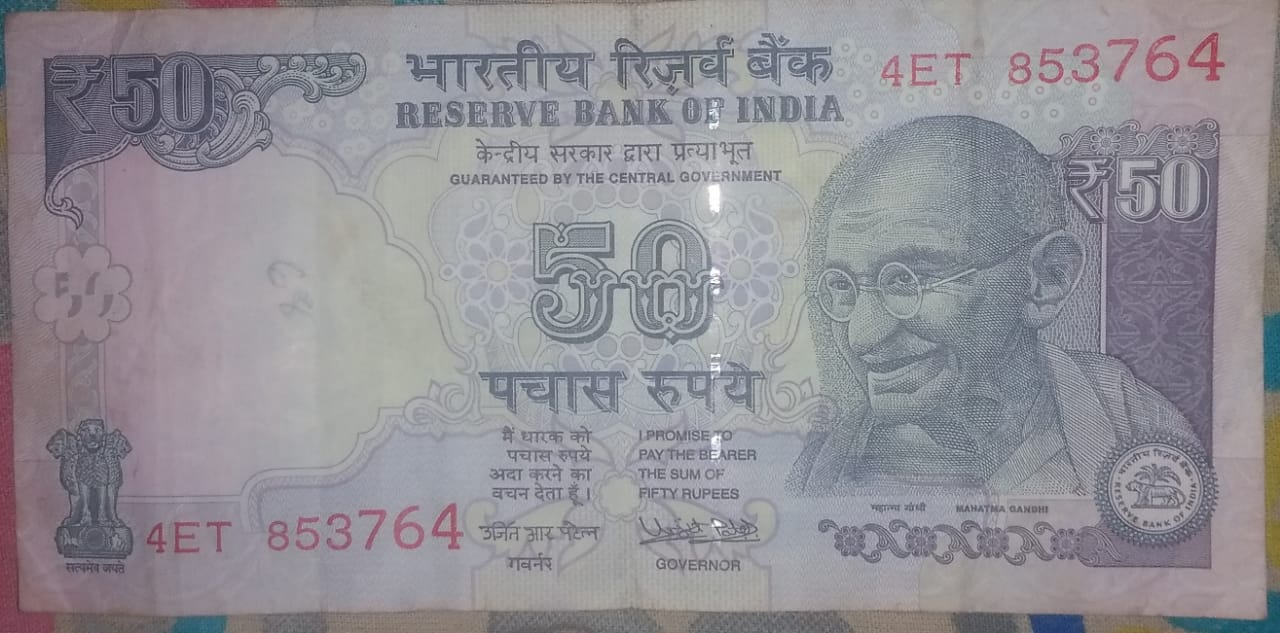 ₹50
भारतीय रिज़र्व बैंक
4ET 853764
RESERVE BANK OF INDIA
केन्द्रीय सरकार द्वारा प्रत्याभूत
GUARANTEED BY THE CENTRAL GOVERNMENT
₹50
50
पचास रुपये
मैं धारक को
पचास रुपये
अदा करने का
वचन देता हूँ।
I PROMISE TO
PAY THE BEARER
THE SUM OF
FIFTY RUPEES
महात्मा गांधी MAHATMA GANDHI
भारतीय रिज़र्व बैंक
RESERVE BANK OF INDIA
4ET 853764
उर्जित आर पटेल
गवर्नर
GOVERNOR
सत्यमेव जयते